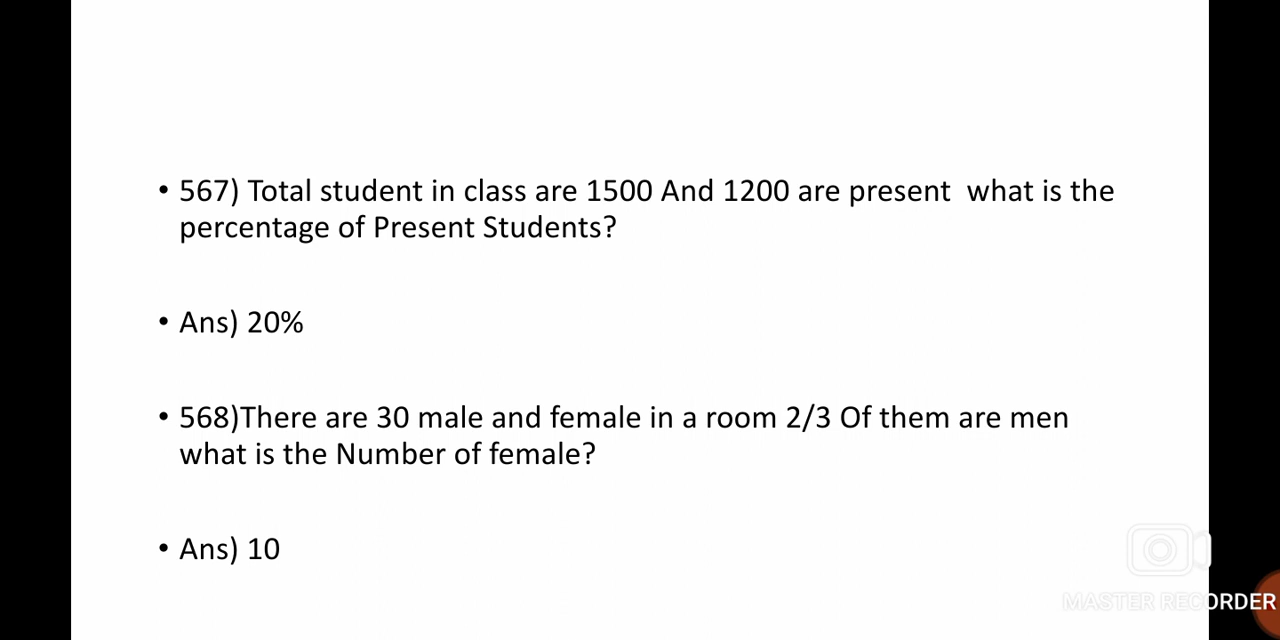 • 567) Total student in class are 1500 And 1200 are present  what is the
percentage of Present Students?
• Ans) 20%
• 568)There are 30 male and female in a room 2/3 Of them are men
what is the Number of female?
• Ans) 10
MASTER RECORDER